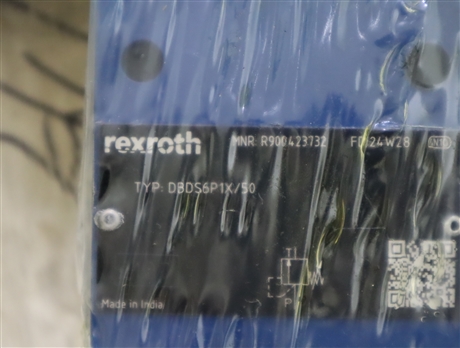 rexroth
MNR: R900423732 FD:24W28
TYP: DBDS6P1X/50
T
P
Made in India